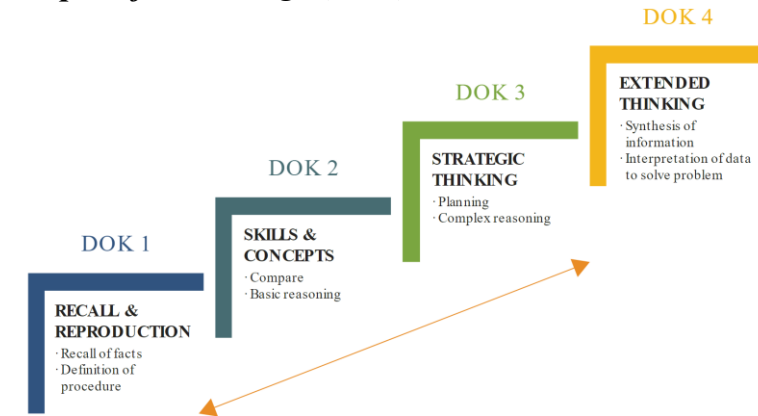 DOK 1
RECALL &
REPRODUCTION
· Recall of facts
· Definition of
procedure
DOK 2
SKILLS &
CONCEPTS
· Compare
· Basic reasoning
DOK 3
STRATEGIC
THINKING
· Planning
· Complex reasoning
DOK 4
EXTENDED
THINKING
· Synthesis of
information
· Interpretation of data
to solve problem